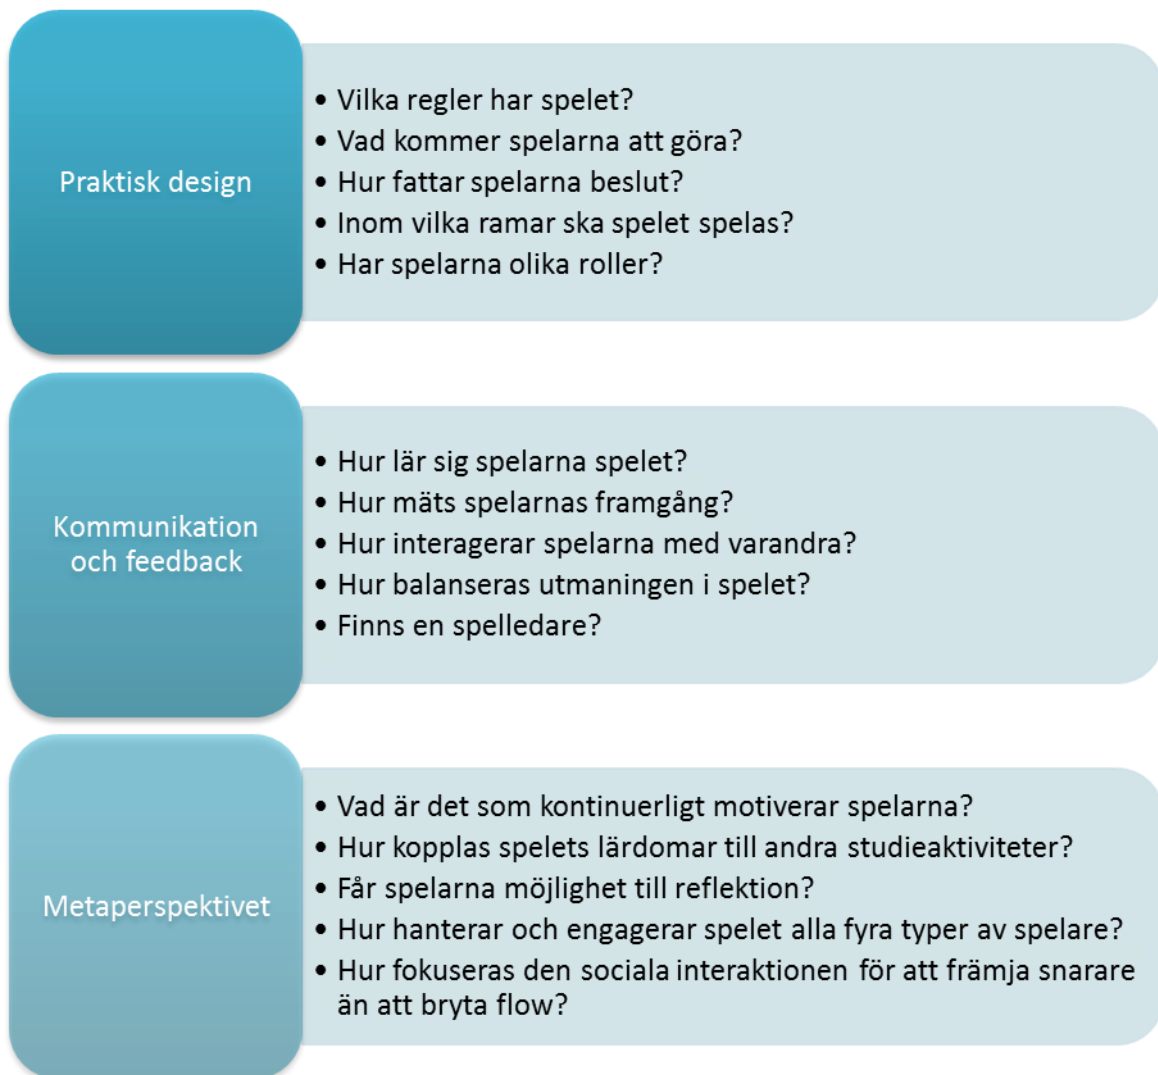 Praktisk design
• Vilka regler har spelet?
• Vad kommer spelarna att göra?
• Hur fattar spelarna beslut?
• Inom vilka ramar ska spelet spelas?
• Har spelarna olika roller?
Kommunikation
och feedback
• Hur lär sig spelarna spelet?
• Hur mäts spelarnas framgång?
• Hur interagerar spelarna med varandra?
• Hur balanseras utmaningen i spelet?
• Finns en spelledare?
Metaperspektivet
• Vad är det som kontinuerligt motiverar spelarna?
• Hur kopplas spelets lärdomar till andra studieaktiviteter?
• Får spelarna möjlighet till reflektion?
• Hur hanterar och engagerar spelet alla fyra typer av spelare?
• Hur fokuseras den sociala interaktionen för att främja snarare
än att bryta flow?